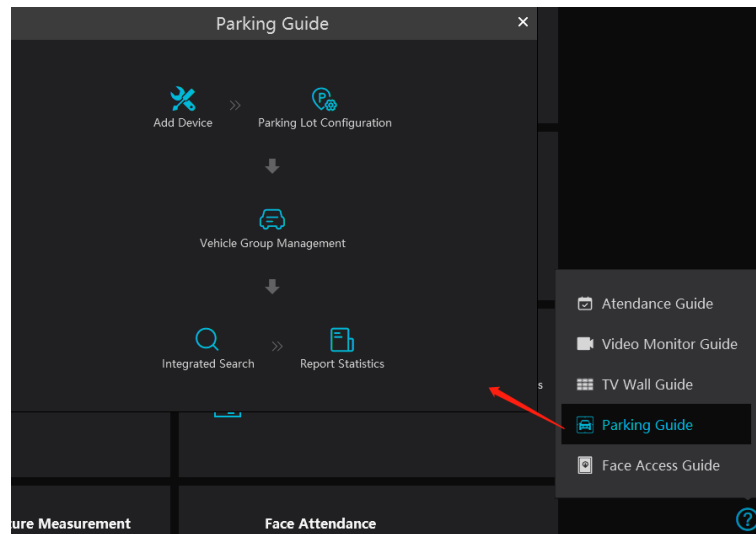 Parking Guide
Add Device
Parking Lot Configuration
Vehicle Group Management
Integrated Search
Report Statistics
s
Atendance Guide
Video Monitor Guide
TV Wall Guide
Parking Guide
Face Access Guide
ure Measurement
Face Attendance